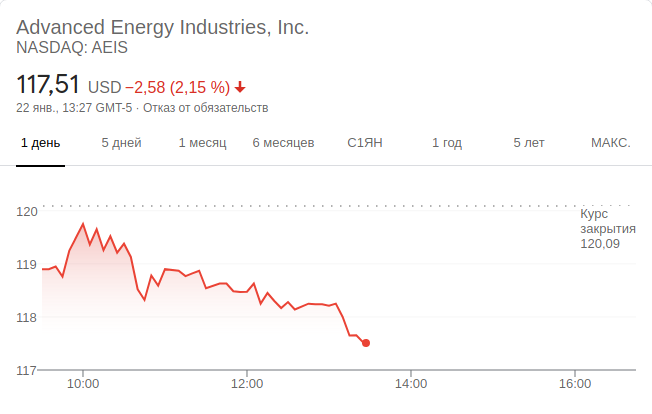 Advanced Energy Industries, Inc.
NASDAQ: AEIS
117,51 USD −2,58 (2,15 %)
22 янв., 13:27 GMT-5 · Отказ от обязательств
1 день 5 дней 1 месяц 6 месяцев С1ЯН 1 год 5 лет МАКС.
120
Курс
закрытия
120,09
119
118
117
10:00 12:00 14:00 16:00